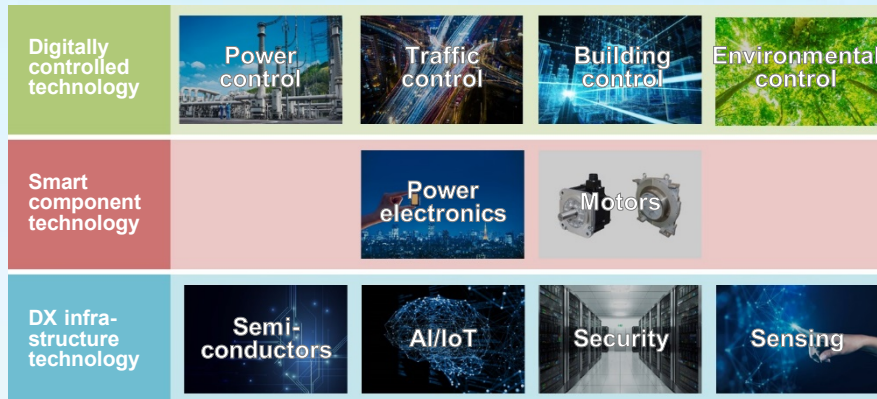 Digitally
controlled
technology
Power
control
Traffic
control
Building
control
Environmental
control
Smart
component
technology
Power
electronics
Motors
DX infra-
structure
technology
Semi-
conductors
AI/IoT
Security
Sensing